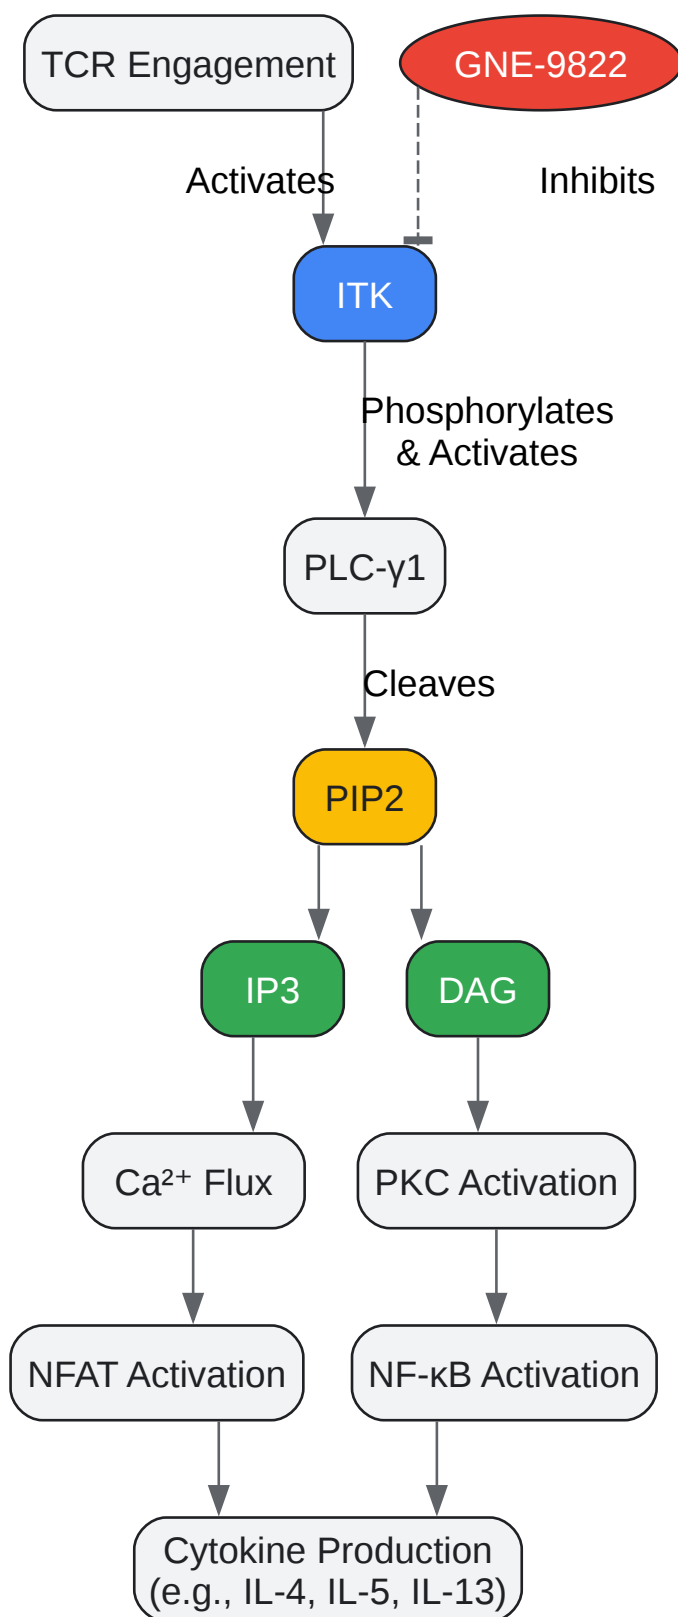 TCR Engagement
GNE-9822
Activates
Inhibits
ITK
Phosphorylates
& Activates
PLC-γ1
Cleaves
PIP2
IP3
DAG
Ca²⁺ Flux
PKC Activation
NFAT Activation
NF-κB Activation
Cytokine Production
(e.g., IL-4, IL-5, IL-13)